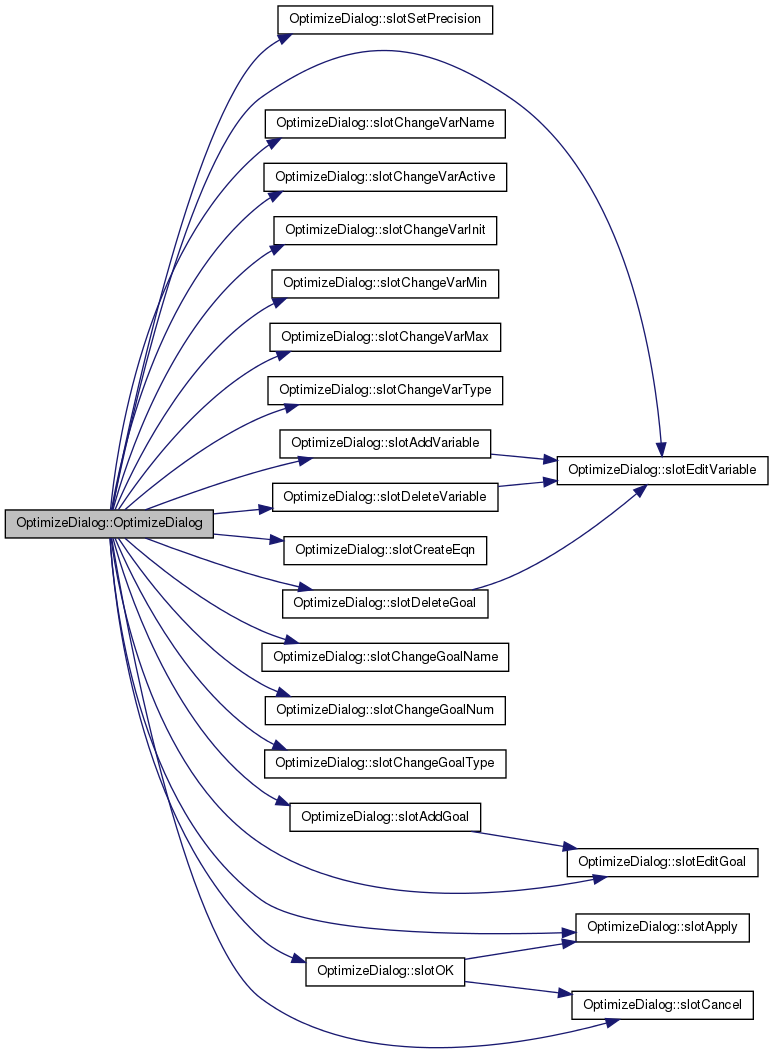 OptimizeDialog::slotSetPrecision
OptimizeDialog::slotChangeVarName
OptimizeDialog::slotChangeVarActive
OptimizeDialog::slotChangeVarInit
OptimizeDialog::slotChangeVarMin
OptimizeDialog::slotChangeVarMax
OptimizeDialog::slotChangeVarType
OptimizeDialog::slotAddVariable
OptimizeDialog::slotEditVariable
OptimizeDialog::slotDeleteVariable
OptimizeDialog::OptimizeDialog
OptimizeDialog::slotCreateEqn
OptimizeDialog::slotDeleteGoal
OptimizeDialog::slotChangeGoalName
OptimizeDialog::slotChangeGoalNum
OptimizeDialog::slotChangeGoalType
OptimizeDialog::slotAddGoal
OptimizeDialog::slotEditGoal
OptimizeDialog::slotApply
OptimizeDialog::slotOK
OptimizeDialog::slotCancel